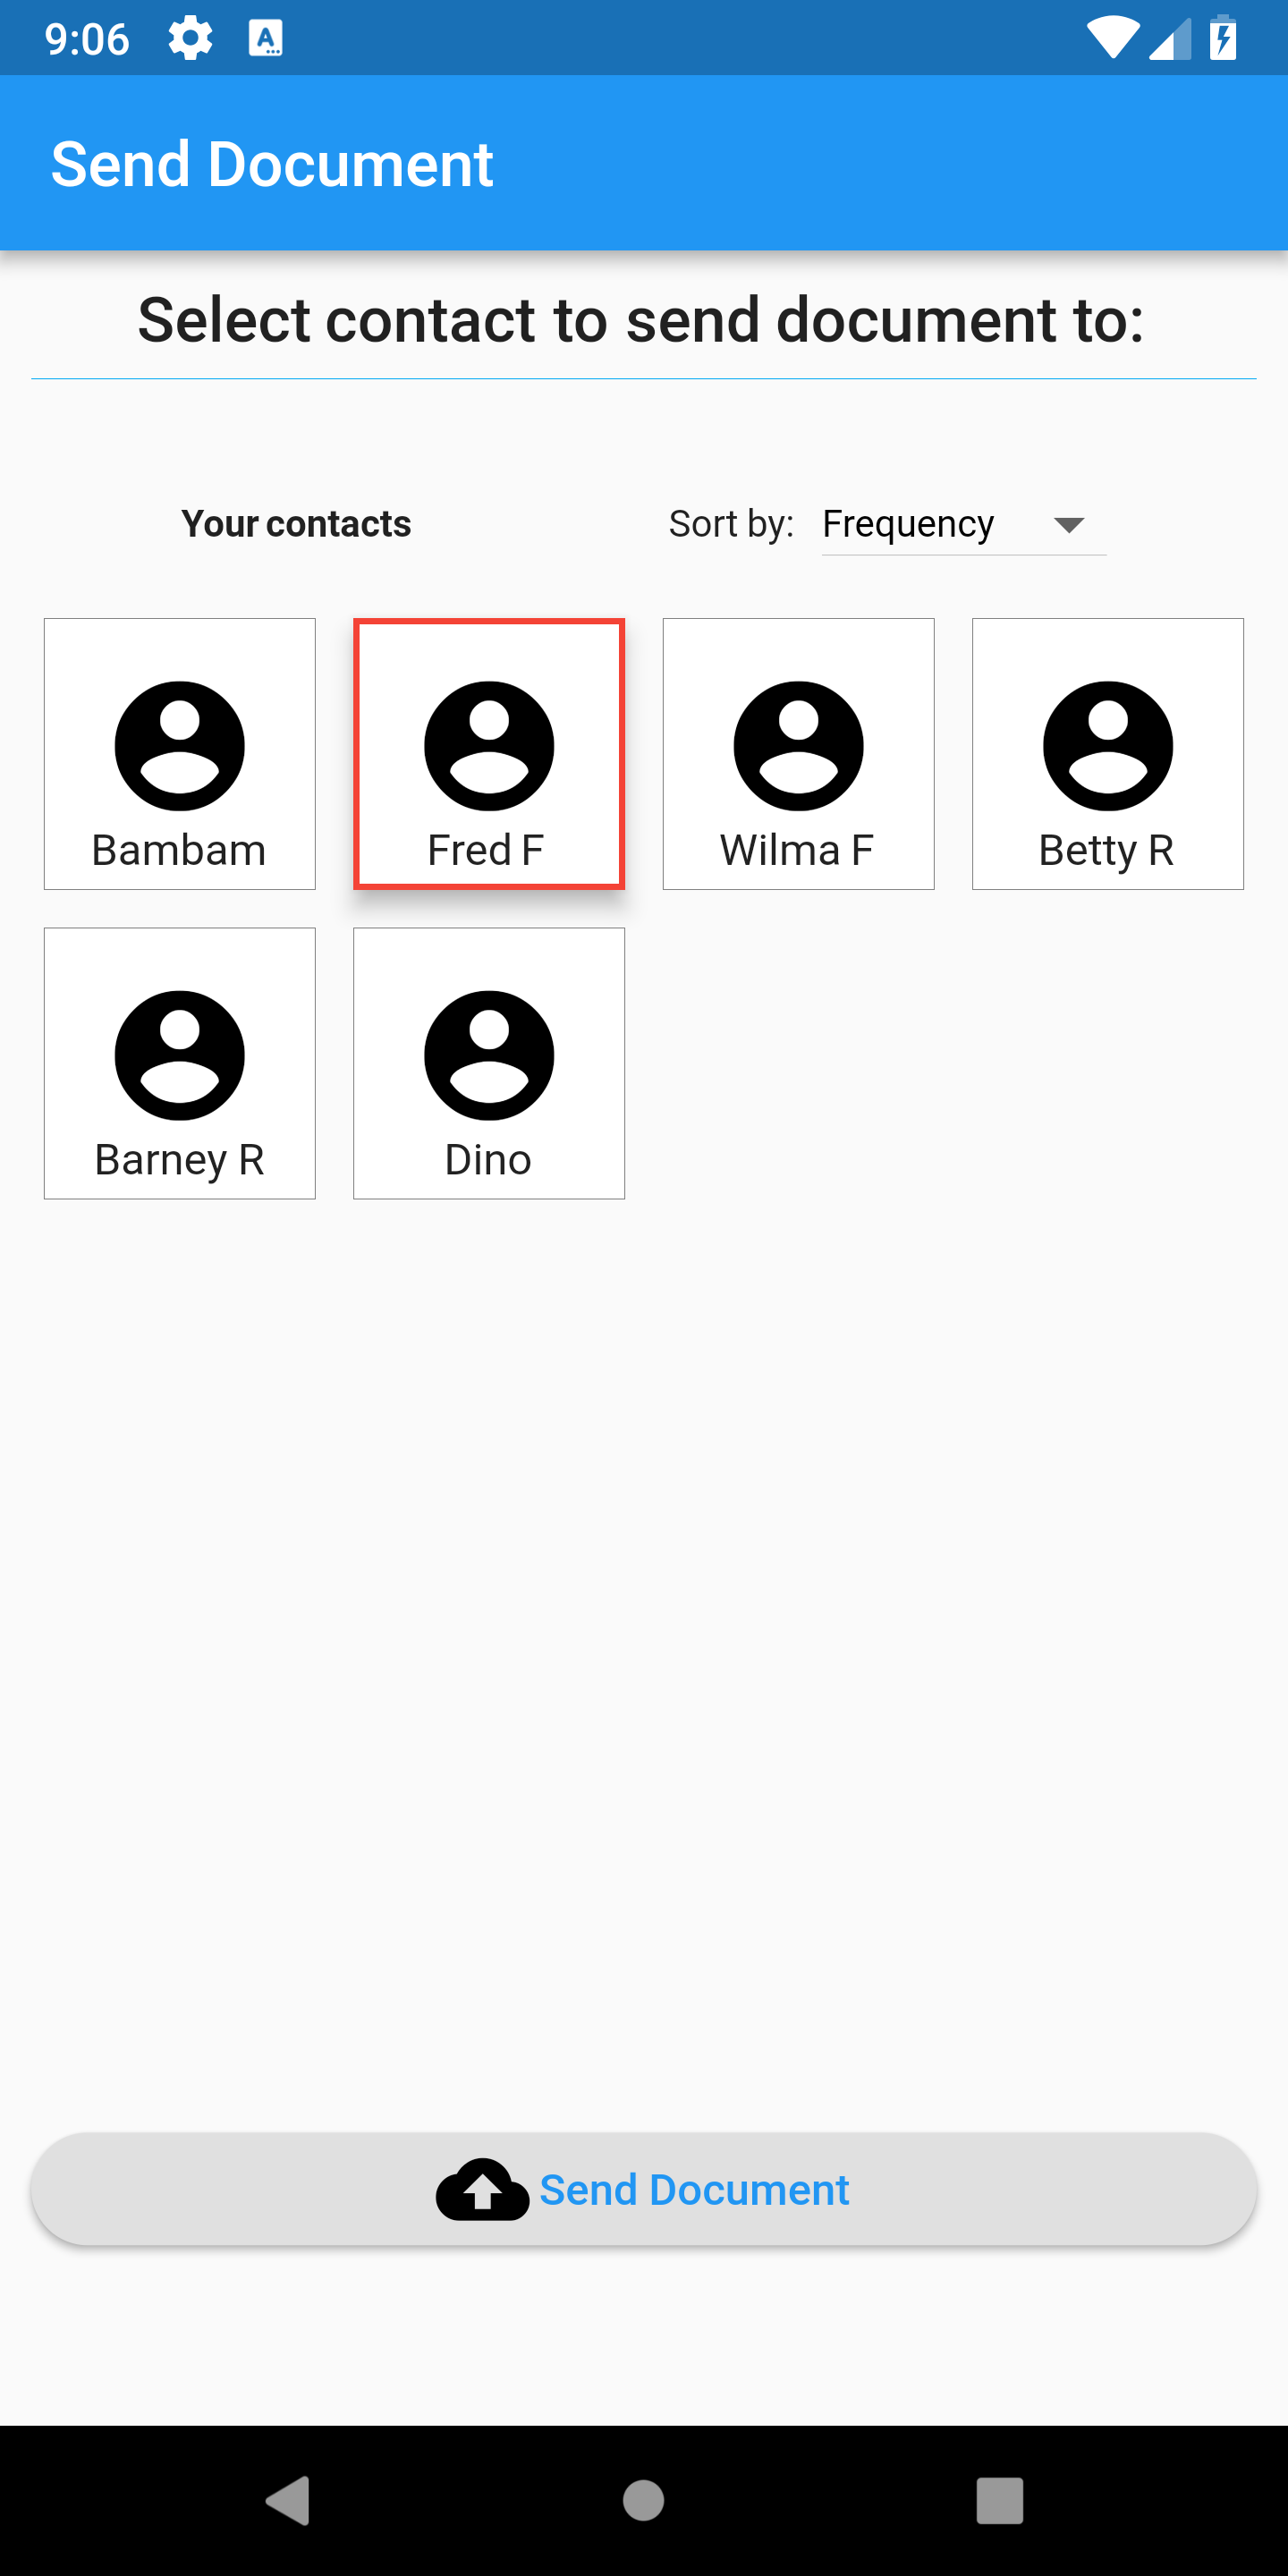 9:06
Send Document
Select contact to send document to:
Your contacts Sort by: Frequency
Bambam Fred F Wilma F Betty R
Barney R Dino
Send Document